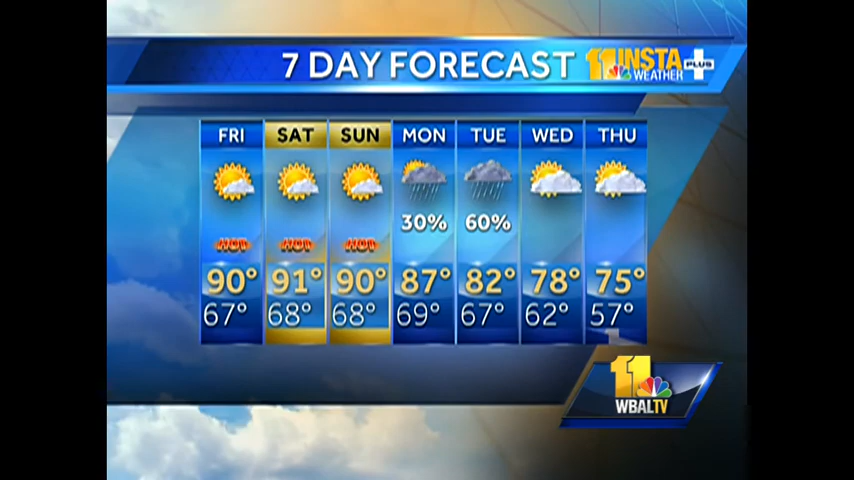 7 DAY FORECAST
11 INSTA
WEATHER PLUS
FRI SAT SUN MON TUE WED THU
30% 60%
HOT HOT HOT
90° 91° 90° 87° 82° 78° 75°
67° 68° 68° 69° 67° 62° 57°
11
WBALTV